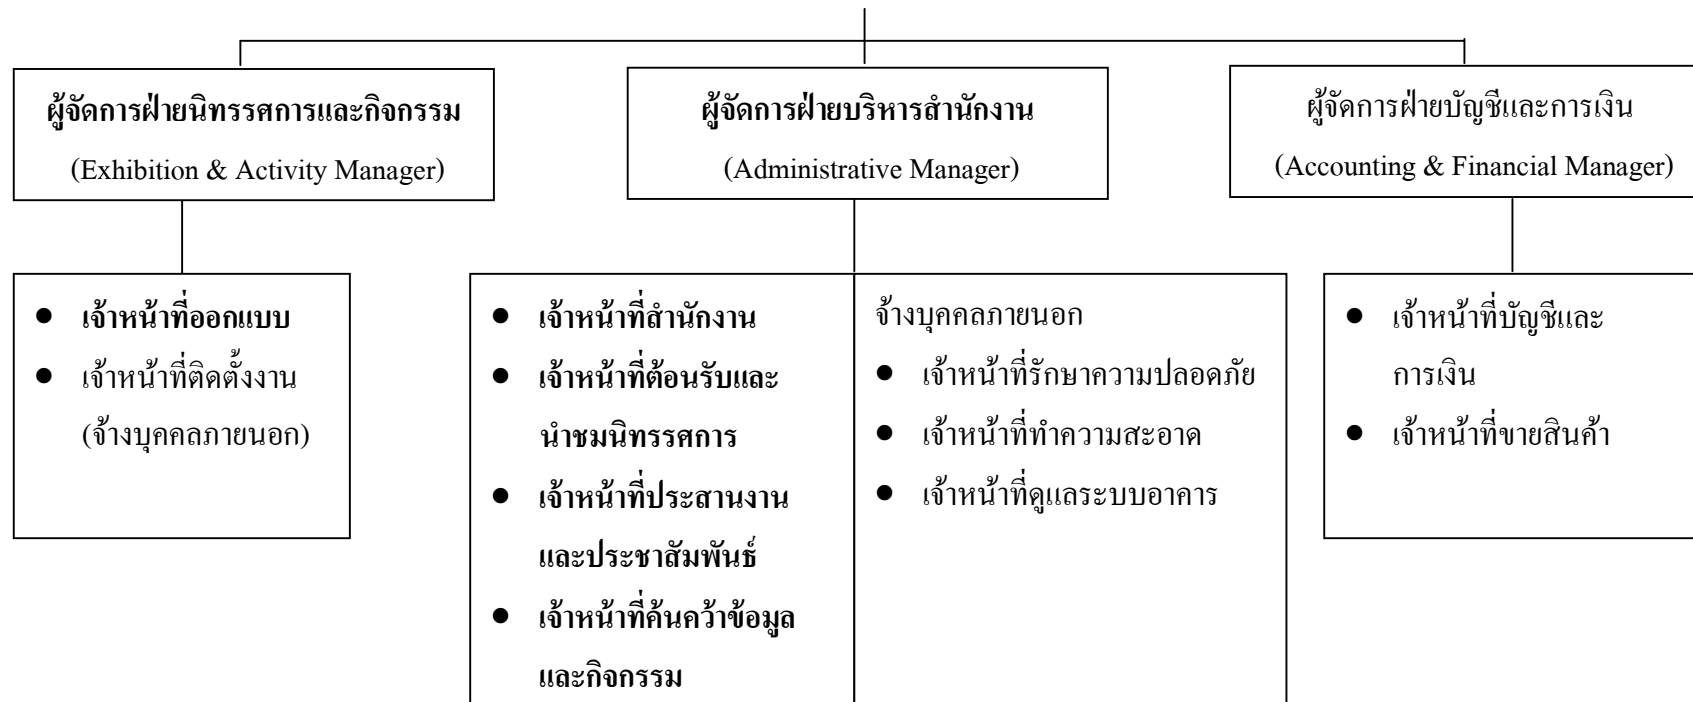 ผู้จัดการฝ่ายนิทรรศการและกิจกรรม
(Exhibition & Activity Manager)
ผู้จัดการฝ่ายบริหารสำนักงาน
(Administrative Manager)
ผู้จัดการฝ่ายบัญชีและการเงิน
(Accounting & Financial Manager)
● เจ้าหน้าที่ออกแบบ
● เจ้าหน้าที่ติดตั้งงาน
(จ้างบุคคลภายนอก)
● เจ้าหน้าที่สำนักงาน
● เจ้าหน้าที่ต้อนรับและ
นำชมนิทรรศการ
● เจ้าหน้าที่ประสานงาน
และประชาสัมพันธ์
● เจ้าหน้าที่ค้นคว้าข้อมูล
และกิจกรรม
จ้างบุคคลภายนอก
● เจ้าหน้าที่รักษาความปลอดภัย
● เจ้าหน้าที่ทำความสะอาด
● เจ้าหน้าที่ดูแลระบบอาคาร
● เจ้าหน้าที่บัญชีและ
การเงิน
● เจ้าหน้าที่ขายสินค้า